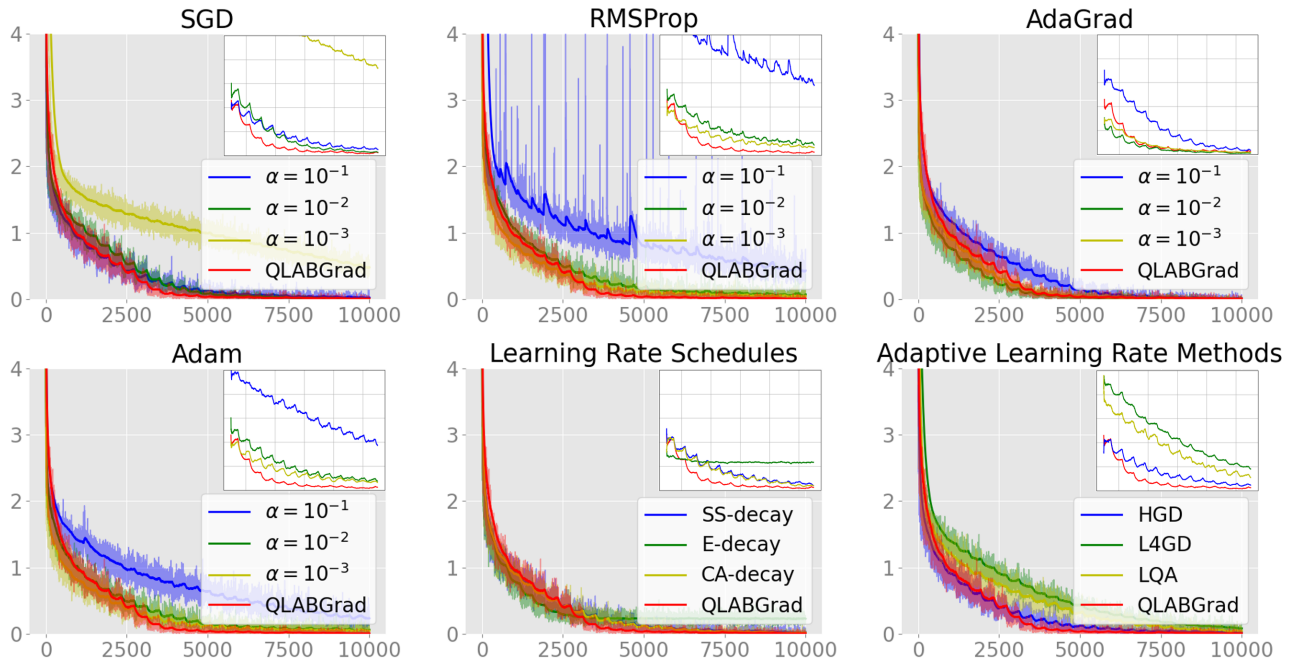 SGD
4
3
2
1
0
0 2500 5000 7500 10000
α = 10⁻¹
α = 10⁻²
α = 10⁻³
QLABGrad
RMSProp
4
3
2
1
0
0 2500 5000 7500 10000
α = 10⁻¹
α = 10⁻²
α = 10⁻³
QLABGrad
AdaGrad
4
3
2
1
0
0 2500 5000 7500 10000
α = 10⁻¹
α = 10⁻²
α = 10⁻³
QLABGrad
Adam
4
3
2
1
0
0 2500 5000 7500 10000
α = 10⁻¹
α = 10⁻²
α = 10⁻³
QLABGrad
Learning Rate Schedules
4
3
2
1
0
0 2500 5000 7500 10000
SS-decay
E-decay
CA-decay
QLABGrad
Adaptive Learning Rate Methods
4
3
2
1
0
0 2500 5000 7500 10000
HGD
L4GD
LQA
QLABGrad